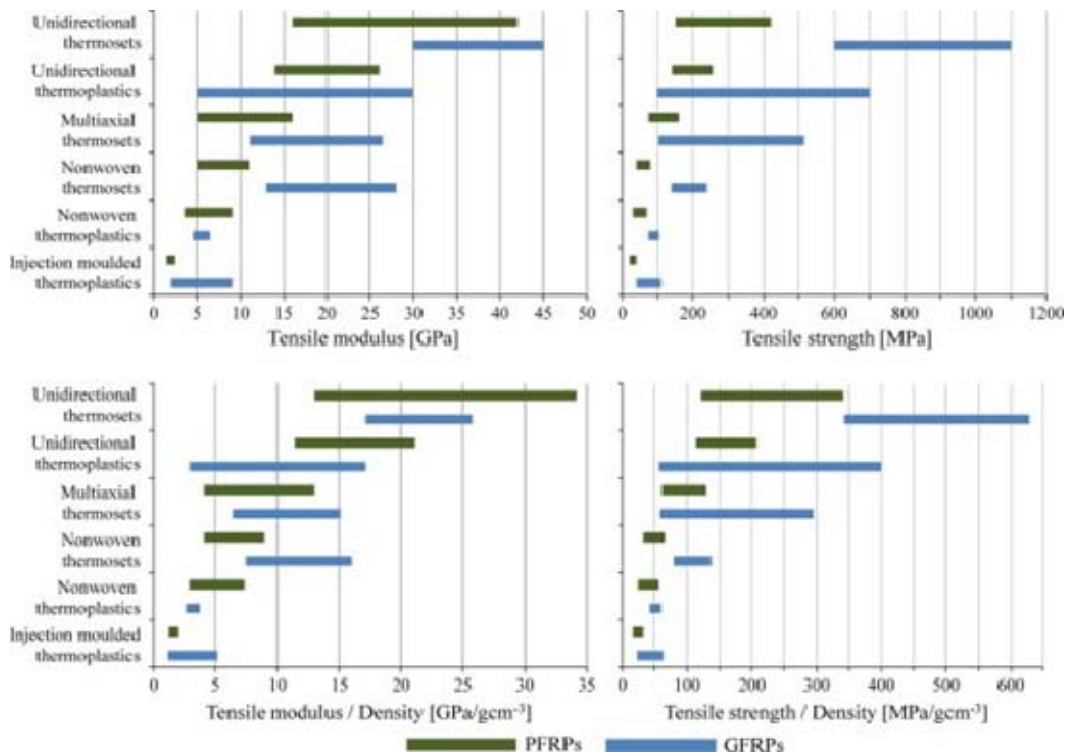 Unidirectional
thermosets
Unidirectional
thermoplastics
Multiaxial
thermosets
Nonwoven
thermosets
Nonwoven
thermoplastics
Injection moulded
thermoplastics
0 5 10 15 20 25 30 35 40 45 50
Tensile modulus [GPa]
0 200 400 600 800 1000 1200
Tensile strength [MPa]
Unidirectional
thermosets
Unidirectional
thermoplastics
Multiaxial
thermosets
Nonwoven
thermosets
Nonwoven
thermoplastics
Injection moulded
thermoplastics
0 5 10 15 20 25 30 35
Tensile modulus / Density [GPa/gcm⁻³]
0 100 200 300 400 500 600
Tensile strength / Density [MPa/gcm⁻³]
PFRPs GFRPs